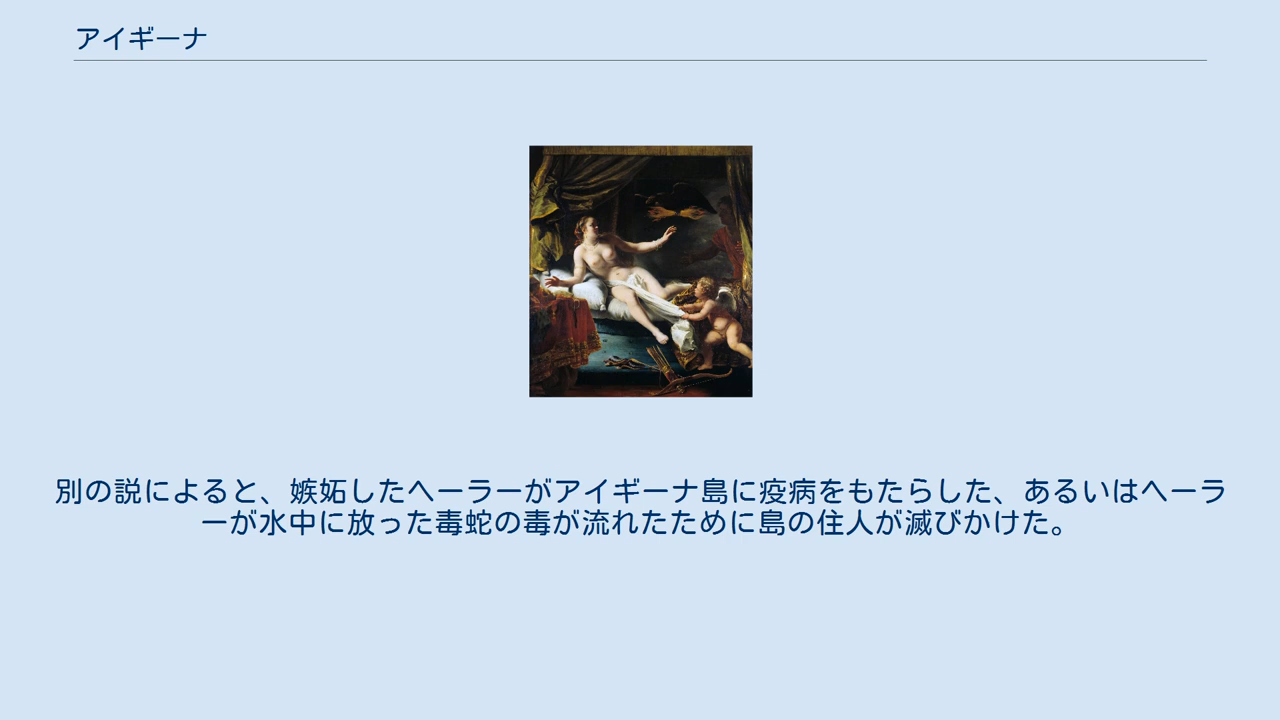 アイギーナ
別の説によると、嫉妬したヘーラーがアイギーナ島に疫病をもたらした、あるいはヘーラ
ーが水中に放った毒蛇の毒が流れたために島の住人が滅びかけた。